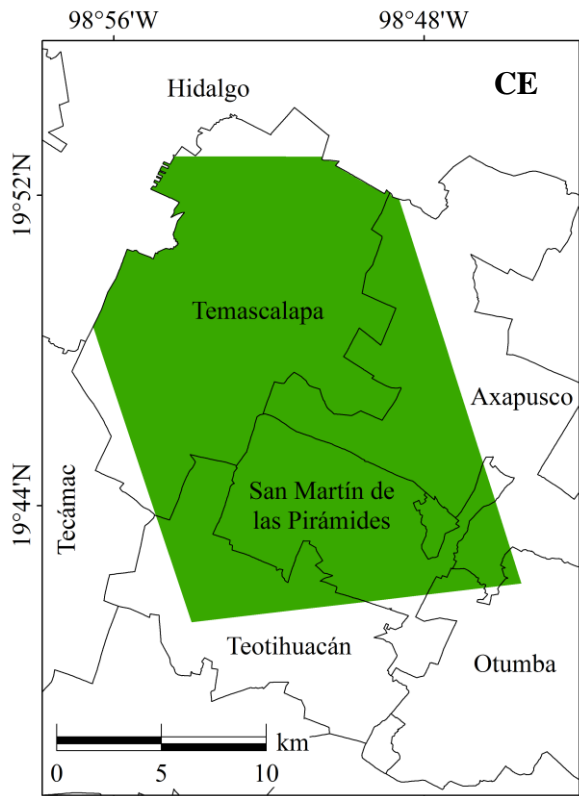 98°56'W
98°48'W
CE
Hidalgo
19°52'N
Temascalapa
Axapusco
San Martín de
las Pirámides
19°44'N
Tecámac
Teotihuacán
Otumba
km
0
5
10